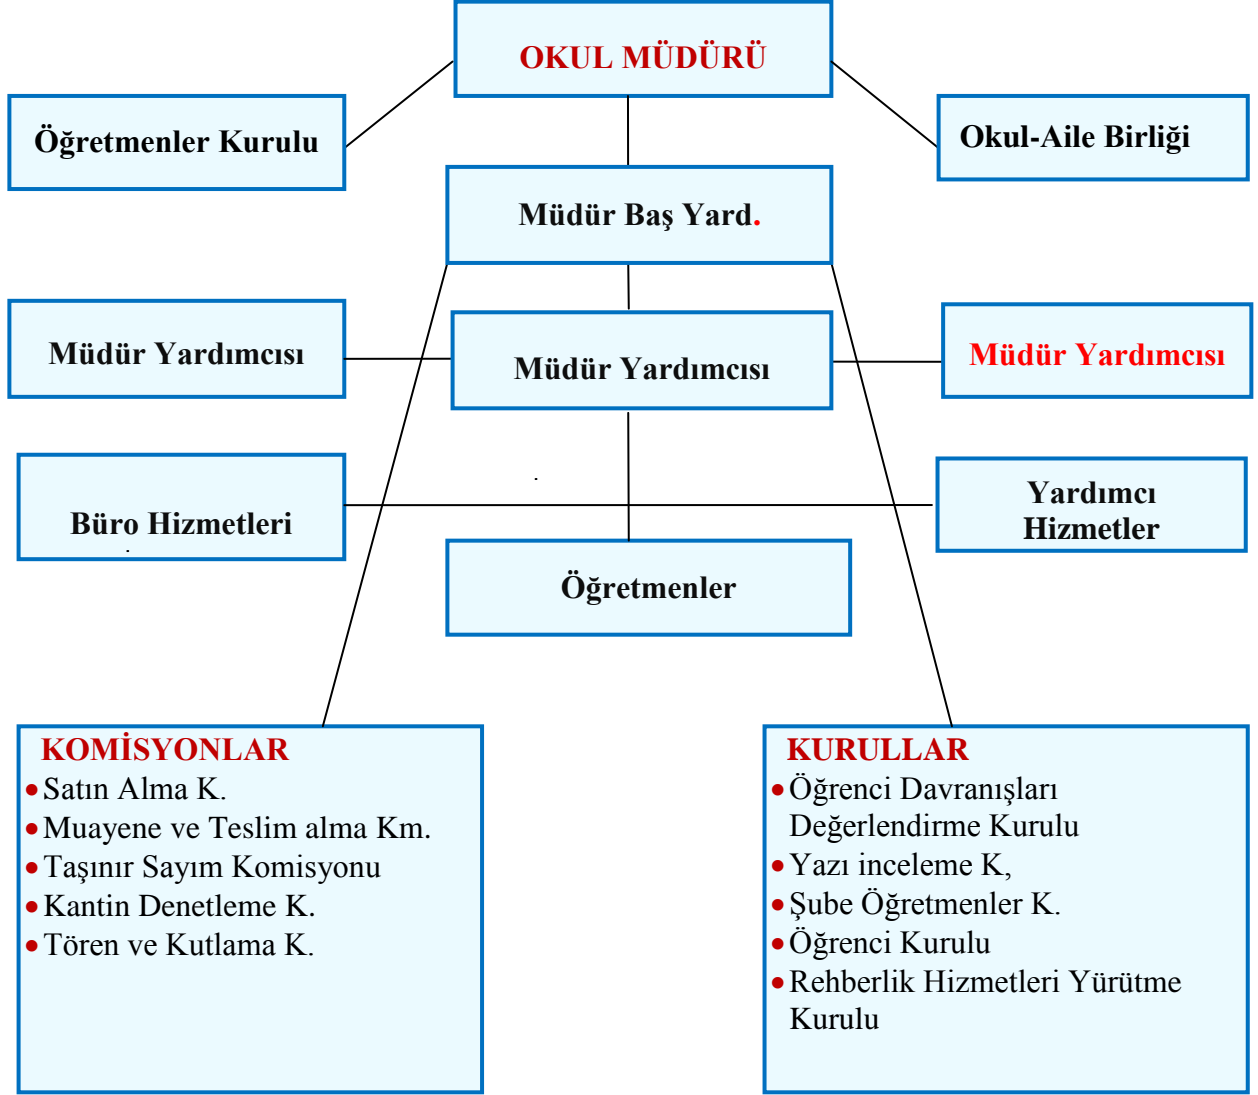 OKUL MÜDÜRÜ
Öğretmenler Kurulu
Okul-Aile Birliği
Müdür Baş Yard.
Müdür Yardımcısı
Müdür Yardımcısı
Müdür Yardımcısı
Büro Hizmetleri
Yardımcı
Hizmetler
Öğretmenler
KOMİSYONLAR
•Satın Alma K.
•Muayene ve Teslim alma Km.
•Taşınır Sayım Komisyonu
•Kantin Denetleme K.
•Tören ve Kutlama K.
KURULLAR
•Öğrenci Davranışları
Değerlendirme Kurulu
•Yazı inceleme K,
•Şube Öğretmenler K.
•Öğrenci Kurulu
•Rehberlik Hizmetleri Yürütme
Kurulu